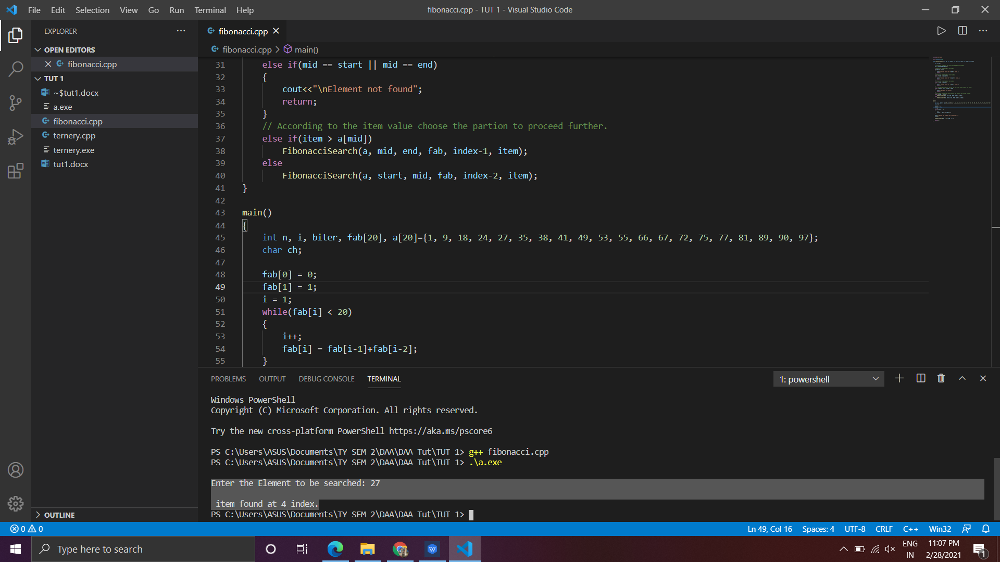 File Edit Selection View Go Run Terminal Help
fibonacci.cpp - TUT 1 - Visual Studio Code
EXPLORER
OPEN EDITORS
fibonacci.cpp
TUT 1
~$tut1.docx
a.exe
fibonacci.cpp
ternery.cpp
ternery.exe
tut1.docx
OUTLINE
fibonacci.cpp
fibonacci.cpp > main()
31 else if(mid == start || mid == end)
32 {
33 cout<<"\nElement not found";
34 return;
35 }
36 // According to the item value choose the partion to proceed further.
37 else if(item > a[mid])
38 FibonacciSearch(a, mid, end, fab, index-1, item);
39 else
40 FibonacciSearch(a, start, mid, fab, index-2, item);
41 }
42
43 main()
44 {
45 int n, i, biter, fab[20], a[20]={1, 9, 18, 24, 27, 35, 38, 41, 49, 53, 55, 66, 67, 72, 75, 77, 81, 89, 90, 97};
46 char ch;
47
48 fab[0] = 0;
49 fab[1] = 1;
50 i = 1;
51 while(fab[i] < 20)
52 {
53 i++;
54 fab[i] = fab[i-1]+fab[i-2];
55 }
PROBLEMS OUTPUT DEBUG CONSOLE TERMINAL
1: powershell
Windows PowerShell
Copyright (C) Microsoft Corporation. All rights reserved.
Try the new cross-platform PowerShell https://aka.ms/pscore6
PS C:\Users\ASUS\Documents\TY SEM 2\DAA\DAA Tut\TUT 1> g++ fibonacci.cpp
PS C:\Users\ASUS\Documents\TY SEM 2\DAA\DAA Tut\TUT 1> .\a.exe
Enter the Element to be searched: 27
item found at 4 index.
PS C:\Users\ASUS\Documents\TY SEM 2\DAA\DAA Tut\TUT 1>
0 0
Ln 49, Col 16 Spaces: 4 UTF-8 CRLF C++ Win32
Type here to search
ENG
IN
11:07 PM
2/28/2021
1